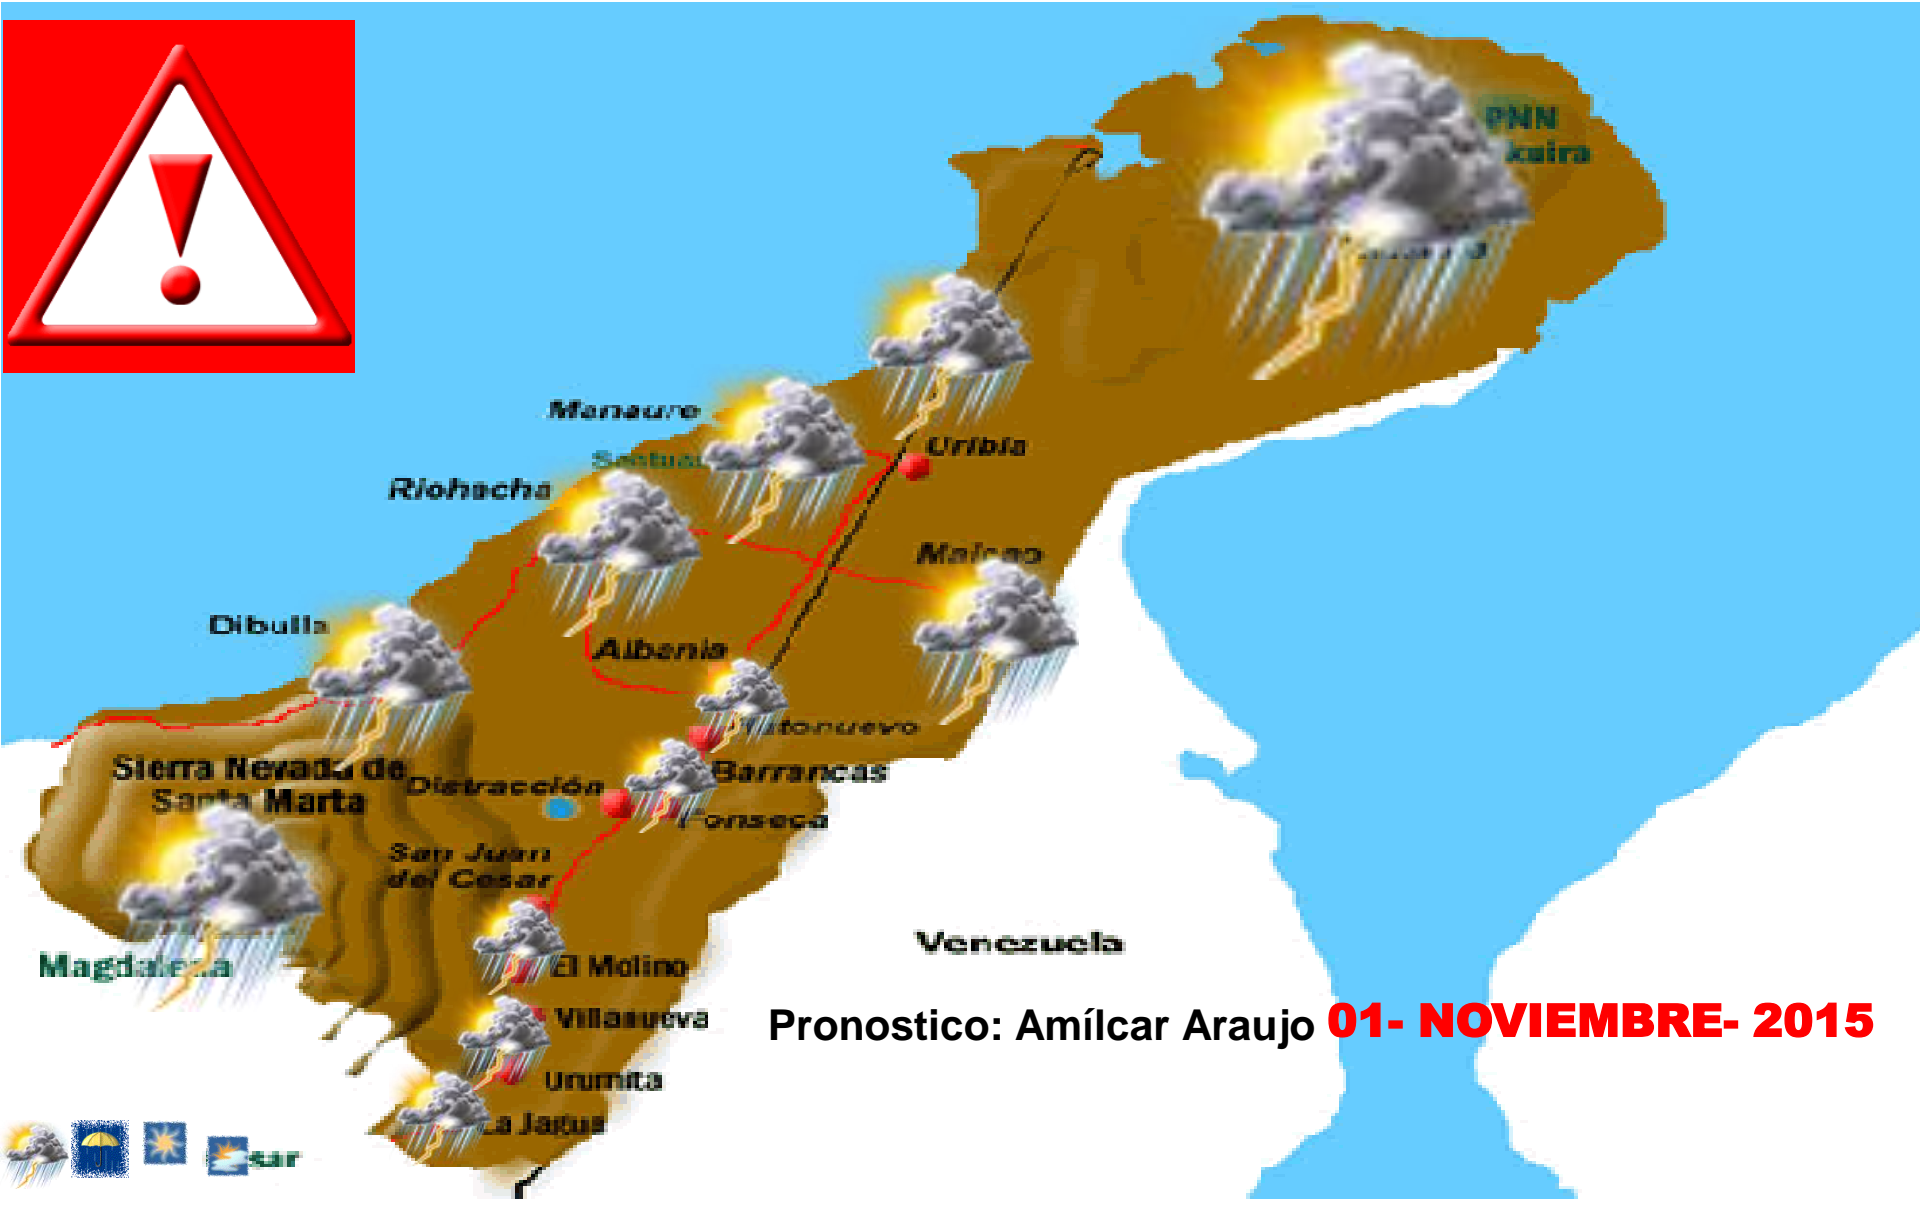 PNN
Manaure
Uribia
Riohacha
Dibulla
Albania
Barrancas
Sierra Nevada de
Santa Marta
Distracción
Fonseca
San Juan
del Cesar
Venezuela
Magdalena
El Molino
Villanueva
Pronostico: Amílcar Araujo 01- NOVIEMBRE- 2015
Urumita
La Jagua